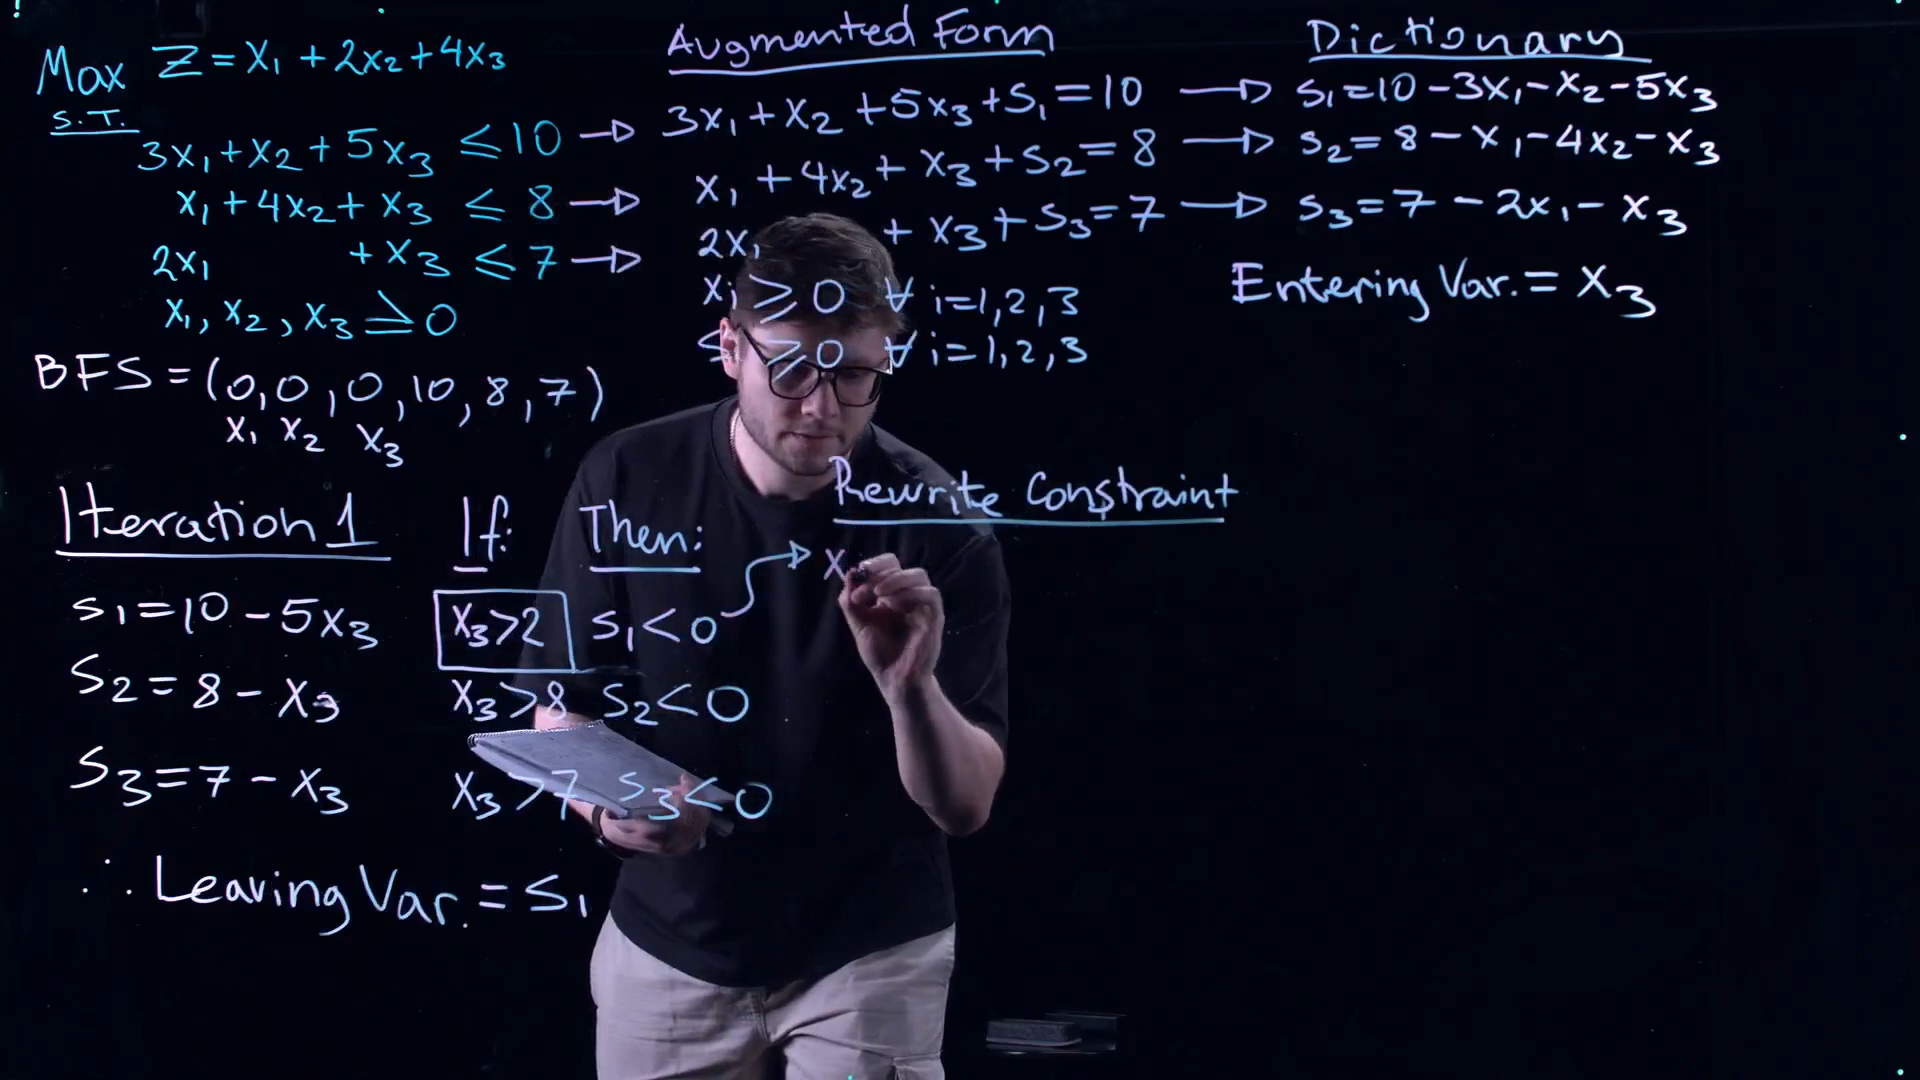 Max Z = x₁ + 2x₂ + 4x₃
S.T.
3x₁ + x₂ + 5x₃ ≤ 10 →
x₁ + 4x₂ + x₃ ≤ 8 →
2x₁ + x₃ ≤ 7 →
x₁, x₂, x₃ ≥ 0
BFS = (0, 0, 0, 10, 8, 7)
x₁ x₂ x₃
Augmented Form
3x₁ + x₂ + 5x₃ + S₁ = 10 →
x₁ + 4x₂ + x₃ + S₂ = 8 →
2x₁ + x₃ + S₃ = 7 →
xᵢ ≥ 0 ∀ i = 1, 2, 3
≥ 0 ∀ i = 1, 2, 3
Dictionary
S₁ = 10 - 3x₁ - x₂ - 5x₃
S₂ = 8 - x₁ - 4x₂ - x₃
S₃ = 7 - 2x₁ - x₃
Entering Var. = x₃
Iteration 1
S₁ = 10 - 5x₃
S₂ = 8 - x₃
S₃ = 7 - x₃
If:
x₃ > 2
x₃ > 8
x₃ > 7
Then:
S₁ < 0
S₂ < 0
S₃ < 0
∴ Leaving Var. = S₁
Rewrite Constraint
x